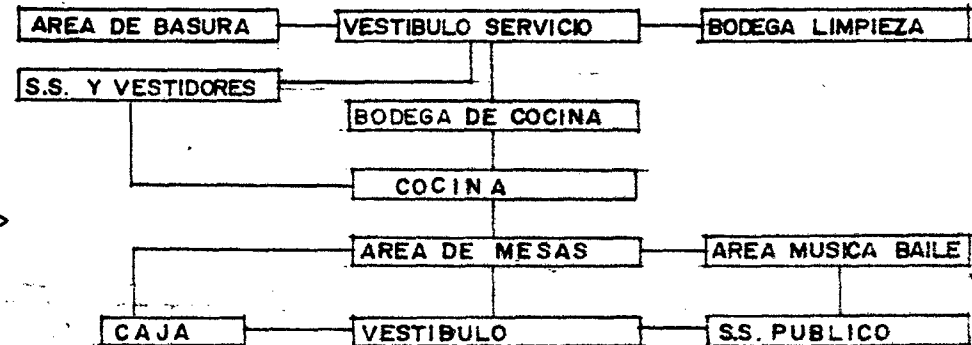 AREA DE BASURA
VESTIBULO SERVICIO
BODEGA LIMPIEZA
S.S. Y VESTIDORES
BODEGA DE COCINA
COCINA
AREA DE MESAS
AREA MUSICA BAILE
CAJA
VESTIBULO
S.S. PUBLICO